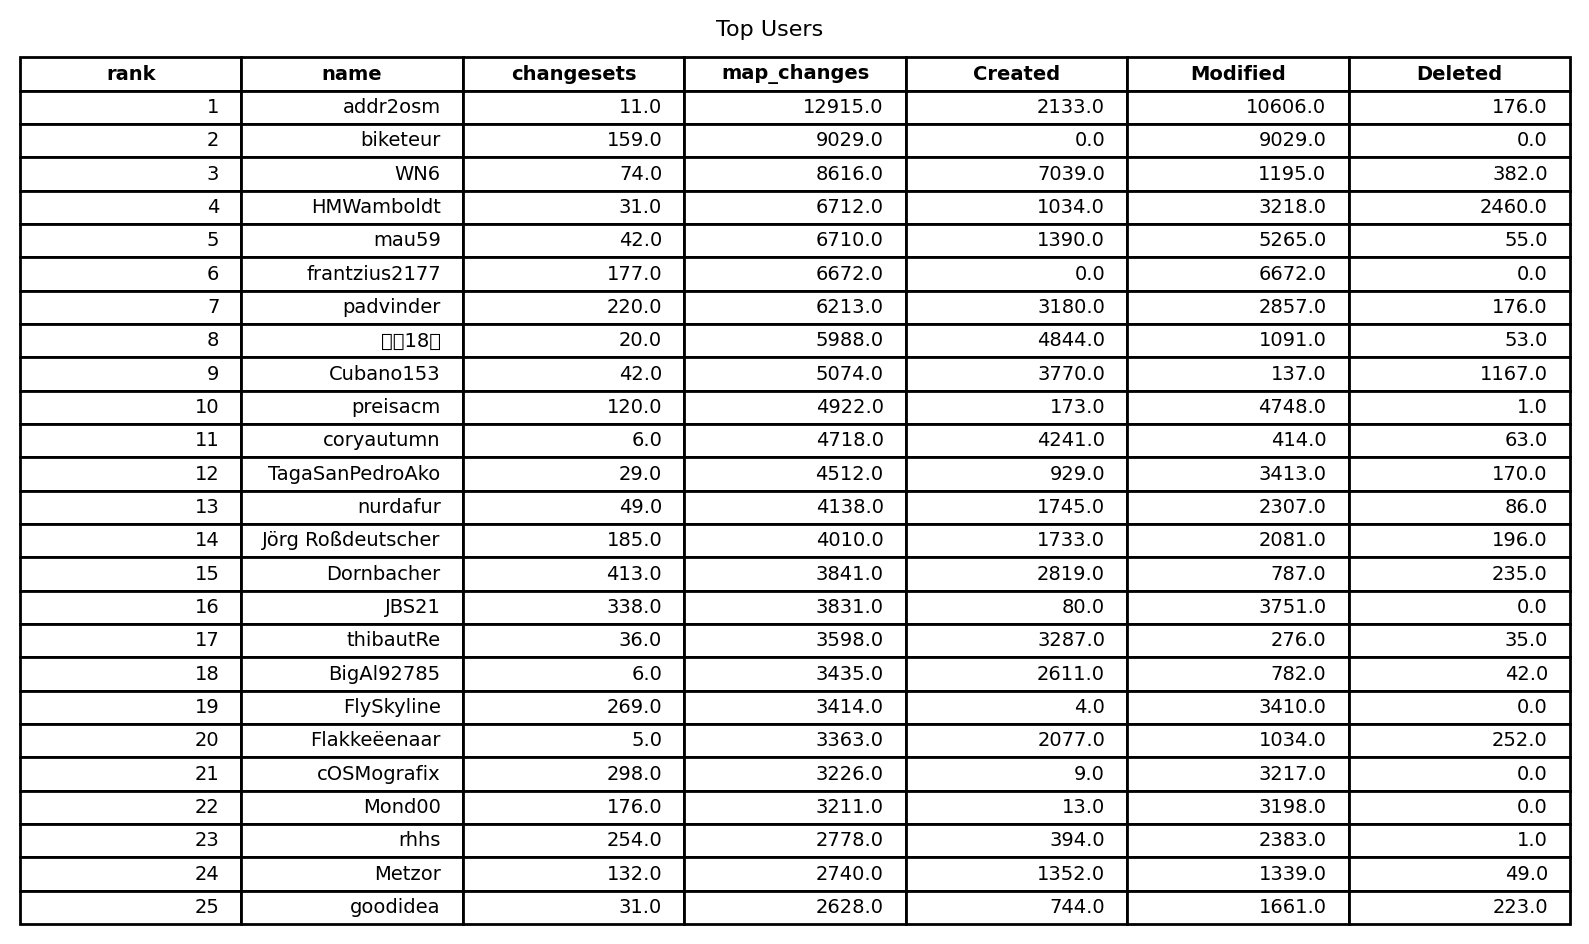 Top Users
rank name changesets map_changes Created Modified Deleted
1 addr2osm 11.0 12915.0 2133.0 10606.0 176.0
2 biketeur 159.0 9029.0 0.0 9029.0 0.0
3 WN6 74.0 8616.0 7039.0 1195.0 382.0
4 HMWamboldt 31.0 6712.0 1034.0 3218.0 2460.0
5 mau59 42.0 6710.0 1390.0 5265.0 55.0
6 frantzius2177 177.0 6672.0 0.0 6672.0 0.0
7 padvinder 220.0 6213.0 3180.0 2857.0 176.0
8 18 20.0 5988.0 4844.0 1091.0 53.0
9 Cubano153 42.0 5074.0 3770.0 137.0 1167.0
10 preisacm 120.0 4922.0 173.0 4748.0 1.0
11 coryautumn 6.0 4718.0 4241.0 414.0 63.0
12 TagaSanPedroAko 29.0 4512.0 929.0 3413.0 170.0
13 nurdafur 49.0 4138.0 1745.0 2307.0 86.0
14 Jörg Roßdeutscher 185.0 4010.0 1733.0 2081.0 196.0
15 Dornbacher 413.0 3841.0 2819.0 787.0 235.0
16 JBS21 338.0 3831.0 80.0 3751.0 0.0
17 thibautRe 36.0 3598.0 3287.0 276.0 35.0
18 BigAl92785 6.0 3435.0 2611.0 782.0 42.0
19 FlySkyline 269.0 3414.0 4.0 3410.0 0.0
20 Flakkeëenaar 5.0 3363.0 2077.0 1034.0 252.0
21 cOSMografix 298.0 3226.0 9.0 3217.0 0.0
22 Mond00 176.0 3211.0 13.0 3198.0 0.0
23 rhhs 254.0 2778.0 394.0 2383.0 1.0
24 Metzor 132.0 2740.0 1352.0 1339.0 49.0
25 goodidea 31.0 2628.0 744.0 1661.0 223.0